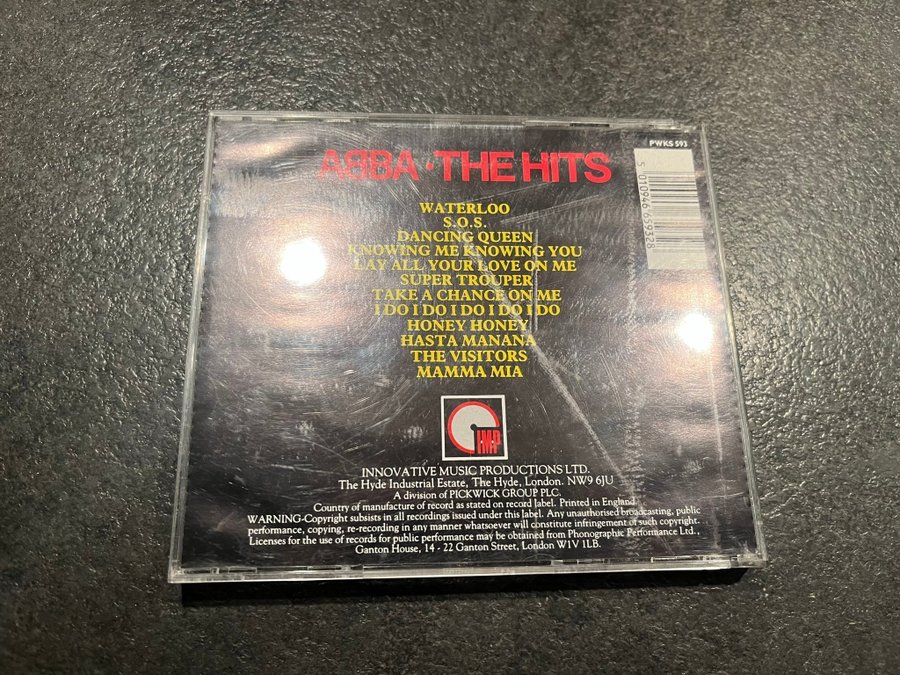 PWKS 593
ABBA · THE HITS
5 010946 659328
WATERLOO
S.O.S.
DANCING QUEEN
KNOWING ME KNOWING YOU
LAY ALL YOUR LOVE ON ME
SUPER TROUPER
TAKE A CHANCE ON ME
I DO I DO I DO I DO I DO
HONEY HONEY
HASTA MANANA
THE VISITORS
MAMMA MIA
IMP
INNOVATIVE MUSIC PRODUCTIONS LTD.
The Hyde Industrial Estate, The Hyde, London. NW9 6JU
A division of PICKWICK GROUP PLC.
Country of manufacture of record as stated on record label. Printed in England
WARNING-Copyright subsists in all recordings issued under this label. Any unauthorised broadcasting, public
performance, copying, re-recording in any manner whatsoever will constitute infringement of such copyright.
Licenses for the use of records for public performance may be obtained from Phonographic Performance Ltd.,
Ganton House, 14 - 22 Ganton Street, London W1V 1LB.